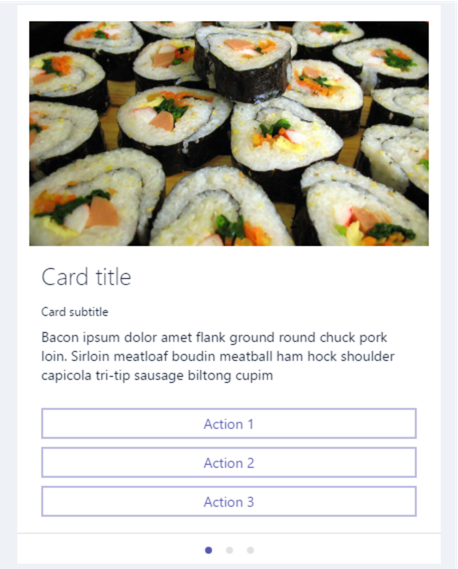 Card title
Card subtitle
Bacon ipsum dolor amet flank ground round chuck pork
loin. Sirloin meatloaf boudin meatball ham hock shoulder
capicola tri-tip sausage biltong cupim
Action 1
Action 2
Action 3